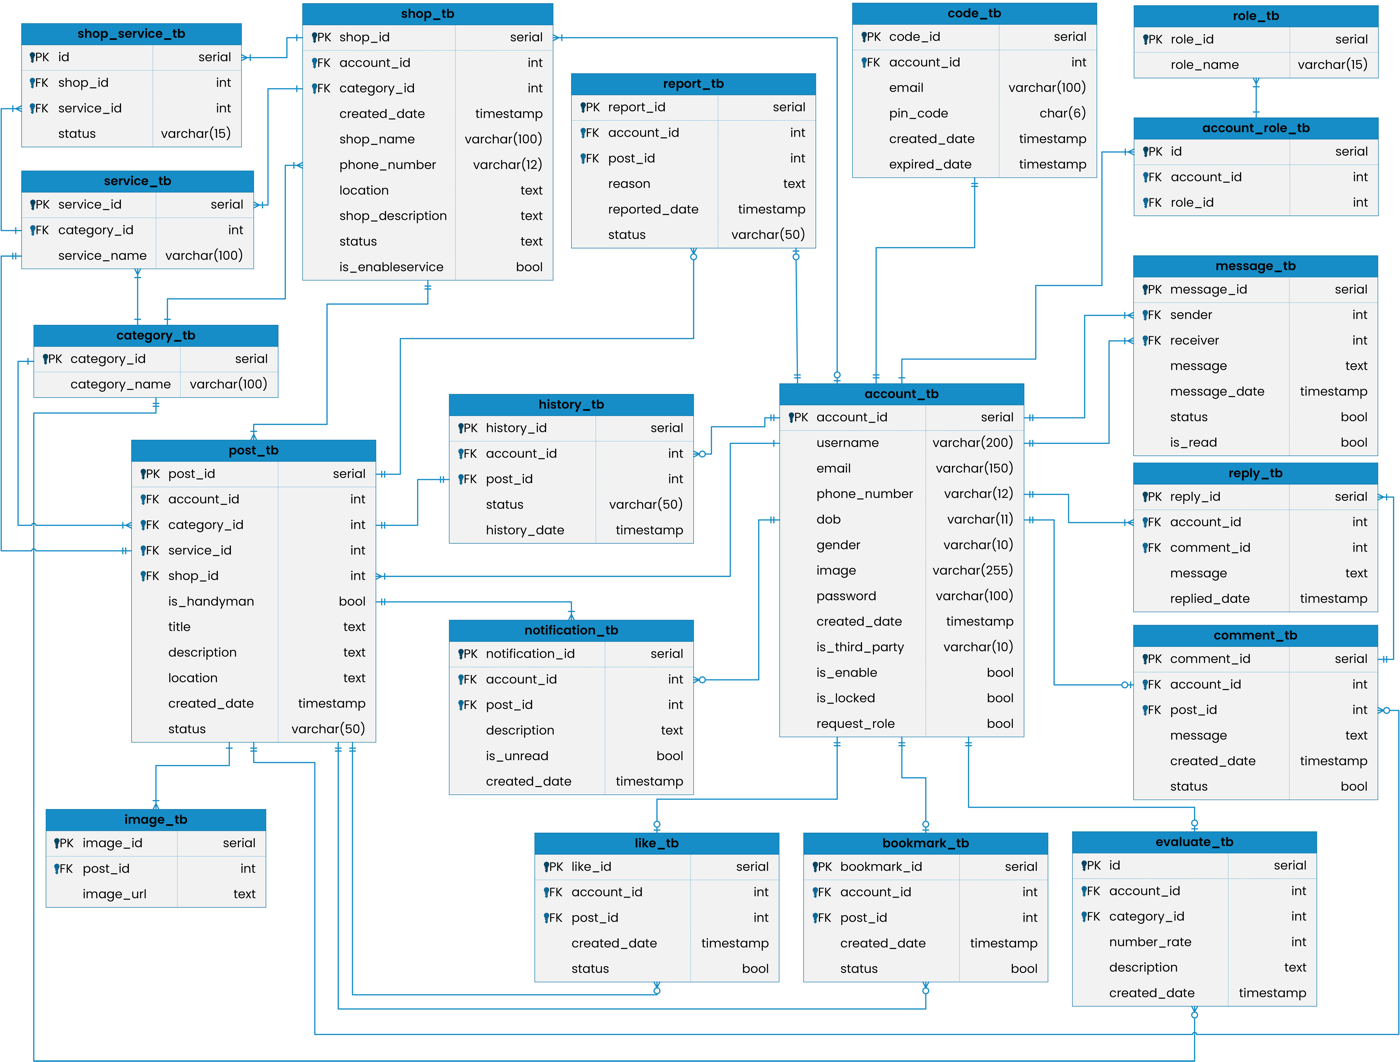 shop_service_tb
PK id serial
FK shop_id int
FK service_id int
status varchar(15)
service_tb
PK service_id serial
FK category_id int
service_name varchar(100)
category_tb
PK category_id serial
category_name varchar(100)
shop_tb
PK shop_id serial
FK account_id int
FK category_id int
created_date timestamp
shop_name varchar(100)
phone_number varchar(12)
location text
shop_description text
status text
is_enableservice bool
report_tb
PK report_id serial
FK account_id int
FK post_id int
reason text
reported_date timestamp
status varchar(50)
code_tb
PK code_id serial
FK account_id int
email varchar(100)
pin_code char(6)
created_date timestamp
expired_date timestamp
role_tb
PK role_id serial
role_name varchar(15)
account_role_tb
PK id serial
FK account_id int
FK role_id int
message_tb
PK message_id serial
FK sender int
FK receiver int
message text
message_date timestamp
status bool
is_read bool
post_tb
PK post_id serial
FK account_id int
FK category_id int
FK service_id int
FK shop_id int
is_handyman bool
title text
description text
location text
created_date timestamp
status varchar(50)
history_tb
PK history_id serial
FK account_id int
FK post_id int
status varchar(50)
history_date timestamp
account_tb
PK account_id serial
username varchar(200)
email varchar(150)
phone_number varchar(12)
dob varchar(11)
gender varchar(10)
image varchar(255)
password varchar(100)
created_date timestamp
is_third_party varchar(10)
is_enable bool
is_locked bool
request_role bool
reply_tb
PK reply_id serial
FK account_id int
FK comment_id int
message text
replied_date timestamp
notification_tb
PK notification_id serial
FK account_id int
FK post_id int
description text
is_unread bool
created_date timestamp
comment_tb
PK comment_id serial
FK account_id int
FK post_id int
message text
created_date timestamp
status bool
image_tb
PK image_id serial
FK post_id int
image_url text
like_tb
PK like_id serial
FK account_id int
FK post_id int
created_date timestamp
status bool
bookmark_tb
PK bookmark_id serial
FK account_id int
FK post_id int
created_date timestamp
status bool
evaluate_tb
PK id serial
FK account_id int
FK category_id int
number_rate int
description text
created_date timestamp